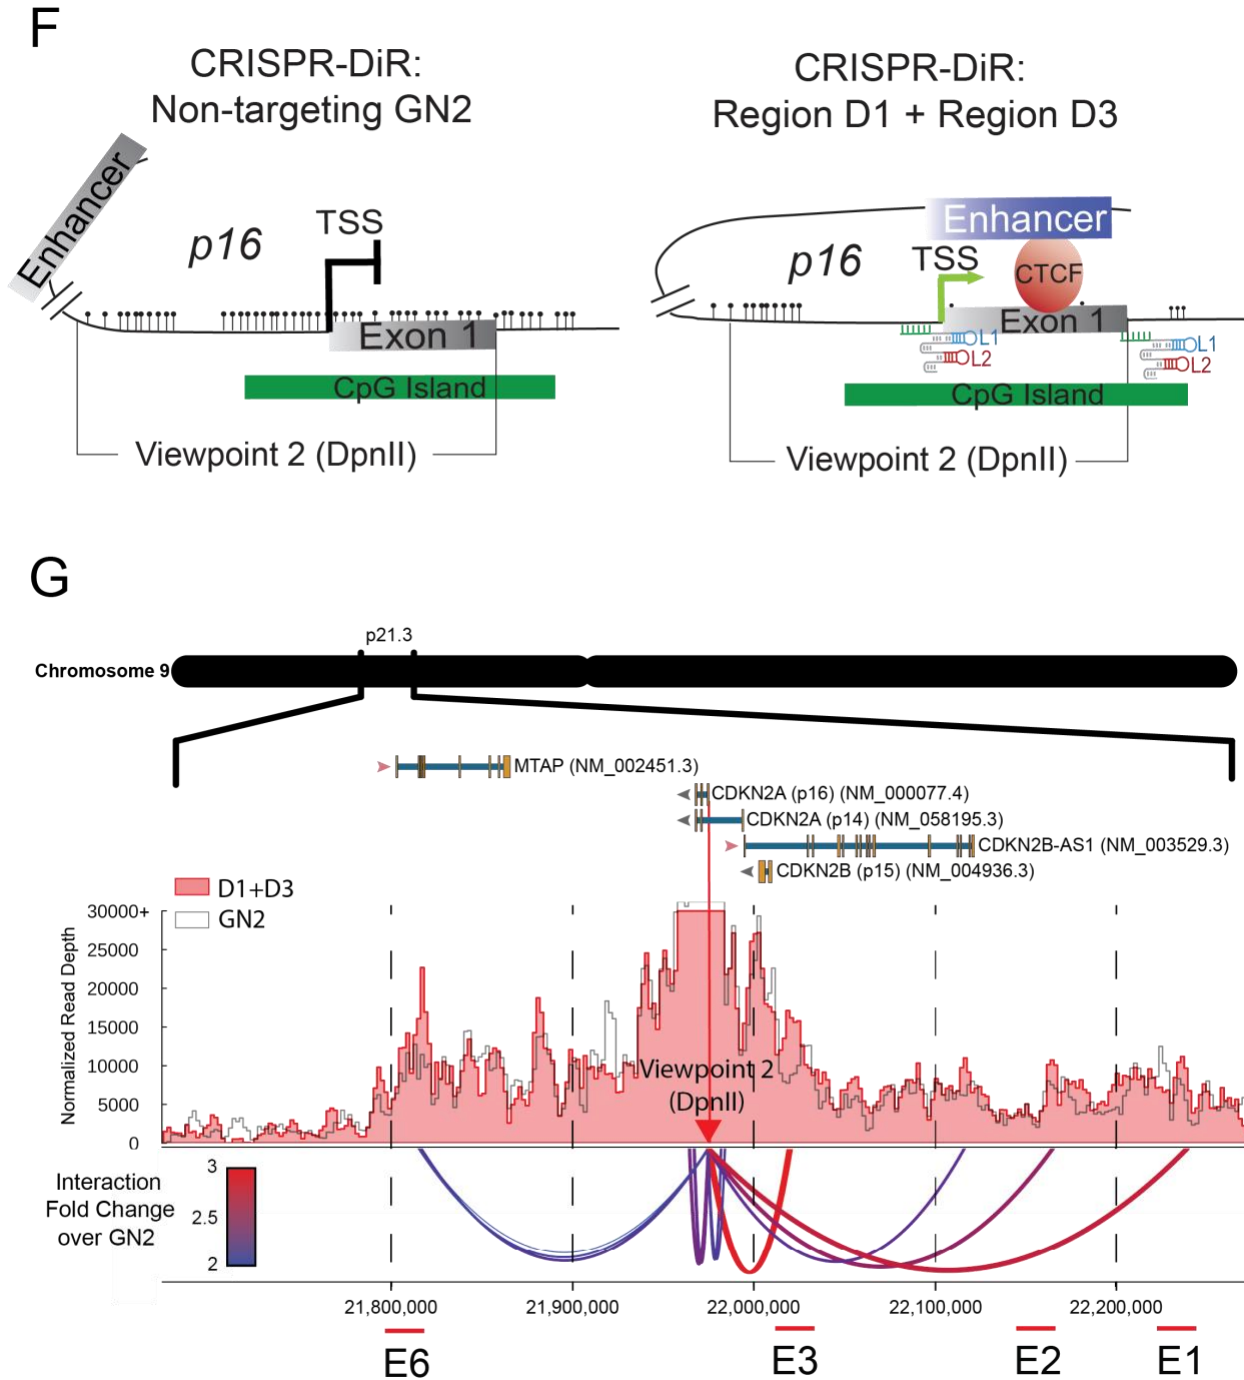 F
CRISPR-DiR:
Non-targeting GN2
CRISPR-DiR:
Region D1 + Region D3
Enhancer
p16
TSS
Exon 1
CpG Island
Viewpoint 2 (DpnII)
Enhancer
p16
TSS
CTCF
Exon 1
L1
L2
L1
L2
CpG Island
Viewpoint 2 (DpnII)
G
p21.3
Chromosome 9
MTAP (NM_002451.3)
CDKN2A (p16) (NM_000077.4)
CDKN2A (p14) (NM_058195.3)
CDKN2B-AS1 (NM_003529.3)
CDKN2B (p15) (NM_004936.3)
D1+D3
GN2
Normalized Read Depth
30000+
25000
20000
15000
10000
5000
0
Viewpoint 2
(DpnII)
Interaction
Fold Change
over GN2
3
2.5
2
21,800,000
21,900,000
22,000,000
22,100,000
22,200,000
E6
E3
E2
E1